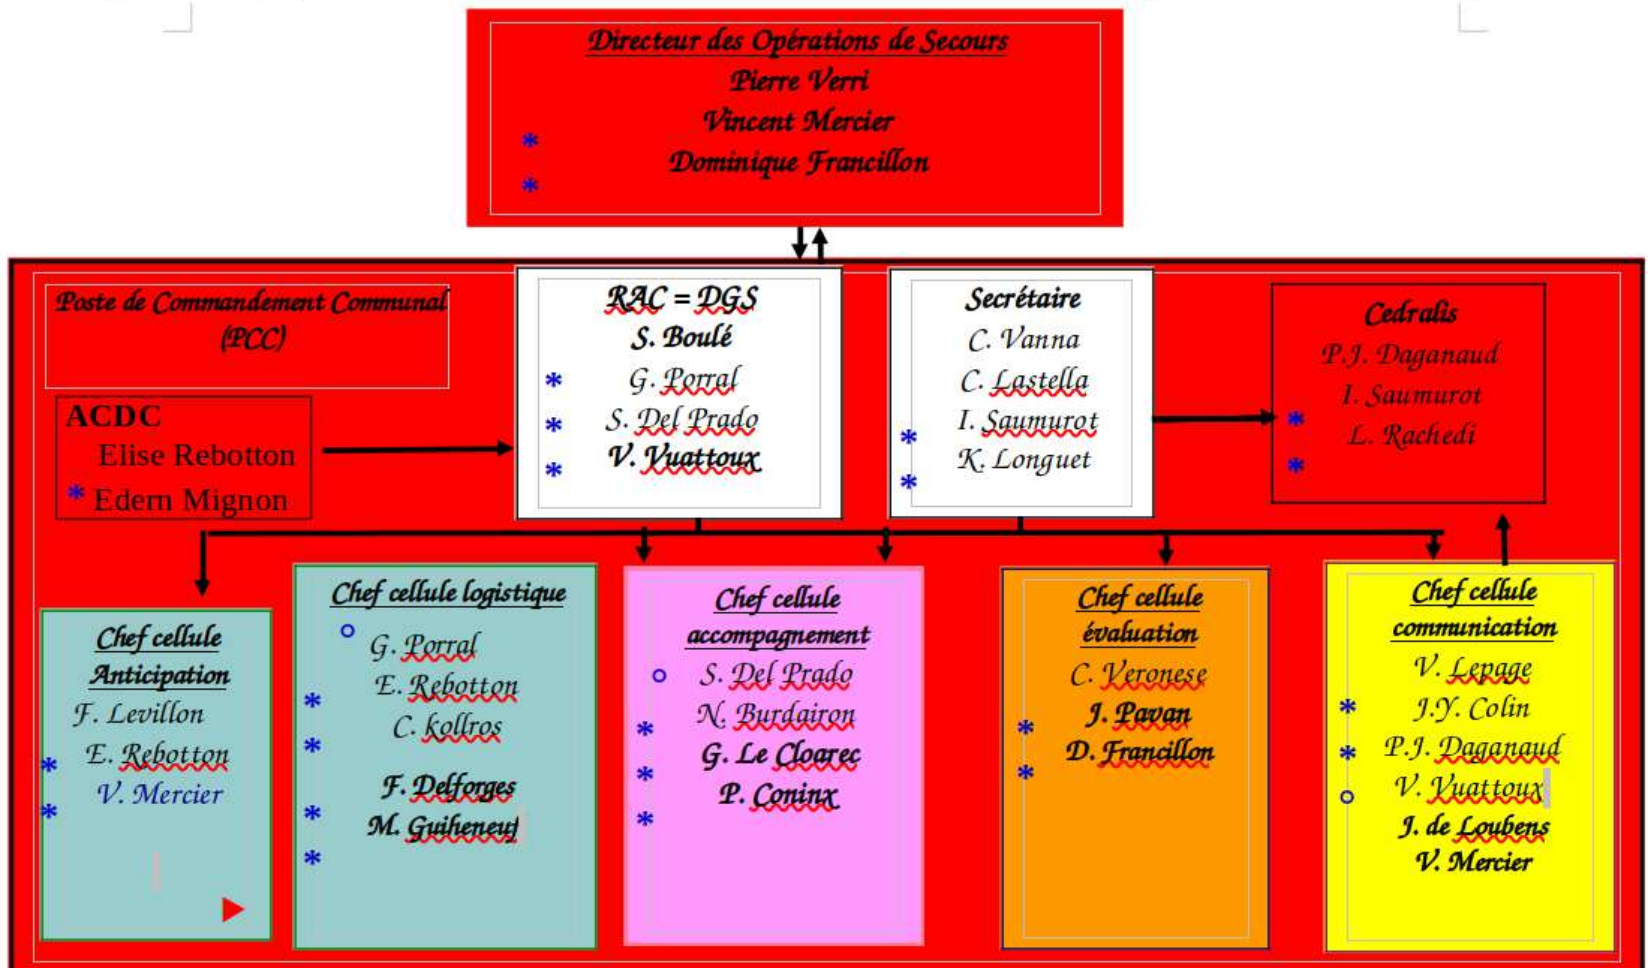 Directeur des Opérations de Secours
Pierre Verri
Vincent Mercier
*
Dominique Francillon
*
Poste de Commandement Communal
(PCC)
ACDC
Elise Rebotton
* Edern Mignon
RAC = DGS
S. Boulé
* G. Porral
* S. Del Prado
* V. Vuattoux
Secrétaire
C. Vanna
C. Lastella
* I. Saumurot
* K. Longuet
Cedralis
P.J. Daganaud
I. Saumurot
* L. Rachedi
*
Chef cellule
Anticipation
F. Levillon
* E. Rebotton
* V. Mercier
Chef cellule logistique
° G. Porral
* E. Rebotton
* C. kollros
* F. Delforges
* M. Guiheneuf
Chef cellule
accompagnement
° S. Del Prado
* N. Burdairon
* G. Le Cloarec
* P. Coninx
Chef cellule
évaluation
C. Veronese
* J. Pavan
* D. Francillon
Chef cellule
communication
V. Lepage
* J.Y. Colin
* P.J. Daganaud
° V. Vuattoux
J. de Loubens
V. Mercier